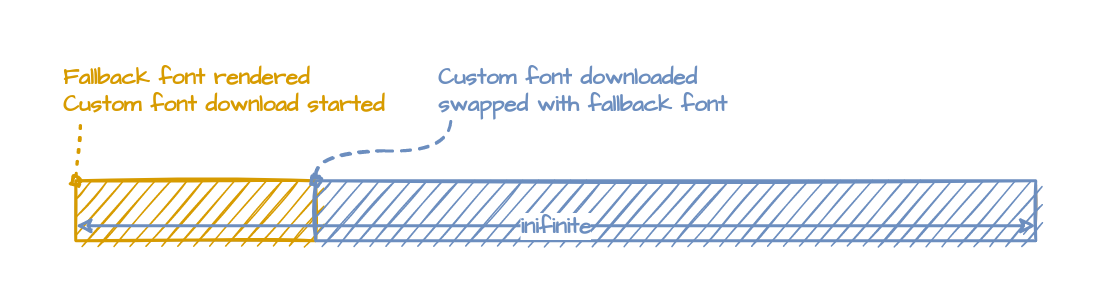 Fallback font rendered
Custom font download started
Custom font downloaded
swapped with fallback font
inifinite